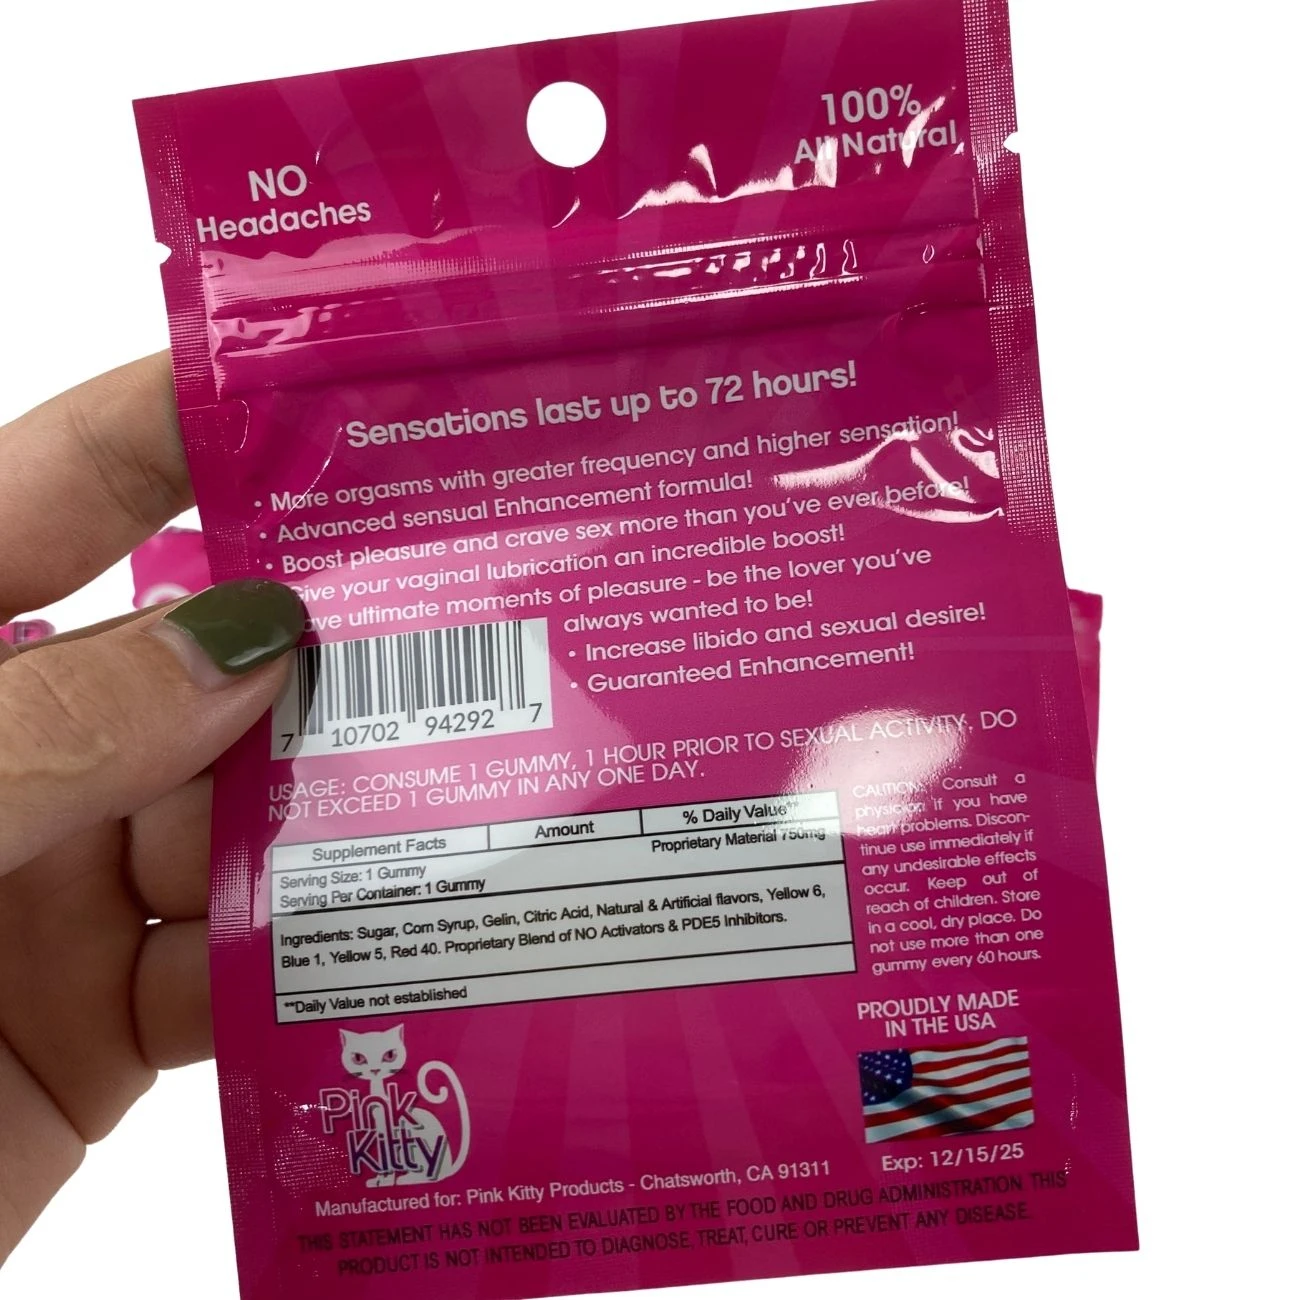 NO
Headaches
100%
All Natural
Sensations last up to 72 hours!
• More orgasms with greater frequency and higher sensation!
• Advanced sensual Enhancement formula!
• Boost pleasure and crave sex more than you've ever before!
ive your vaginal lubrication an incredible boost!
ave ultimate moments of pleasure - be the lover you've
always wanted to be!
• Increase libido and sexual desire!
• Guaranteed Enhancement!
7 10702 94292 7
USAGE: CONSUME 1 GUMMY, 1 HOUR PRIOR TO SEXUAL ACTIVITY. DO
NOT EXCEED 1 GUMMY IN ANY ONE DAY.
Supplement Facts Amount % Daily Value**
Proprietary Material 750mg
Serving Size: 1 Gummy
Serving Per Container: 1 Gummy
Ingredients: Sugar, Corn Syrup, Gelin, Citric Acid, Natural & Artificial flavors, Yellow 6,
Blue 1, Yellow 5, Red 40. Proprietary Blend of NO Activators & PDE5 Inhibitors.
**Daily Value not established
CAUTION: Consult a
physician if you have
heart problems. Discon-
tinue use immediately if
any undesirable effects
occur. Keep out of
reach of children. Store
in a cool, dry place. Do
not use more than one
gummy every 60 hours.
PROUDLY MADE
IN THE USA
Pink
Kitty
Exp: 12/15/25
Manufactured for: Pink Kitty Products - Chatsworth, CA 91311
THIS STATEMENT HAS NOT BEEN EVALUATED BY THE FOOD AND DRUG ADMINISTRATION. THIS
PRODUCT IS NOT INTENDED TO DIAGNOSE, TREAT, CURE OR PREVENT ANY DISEASE.